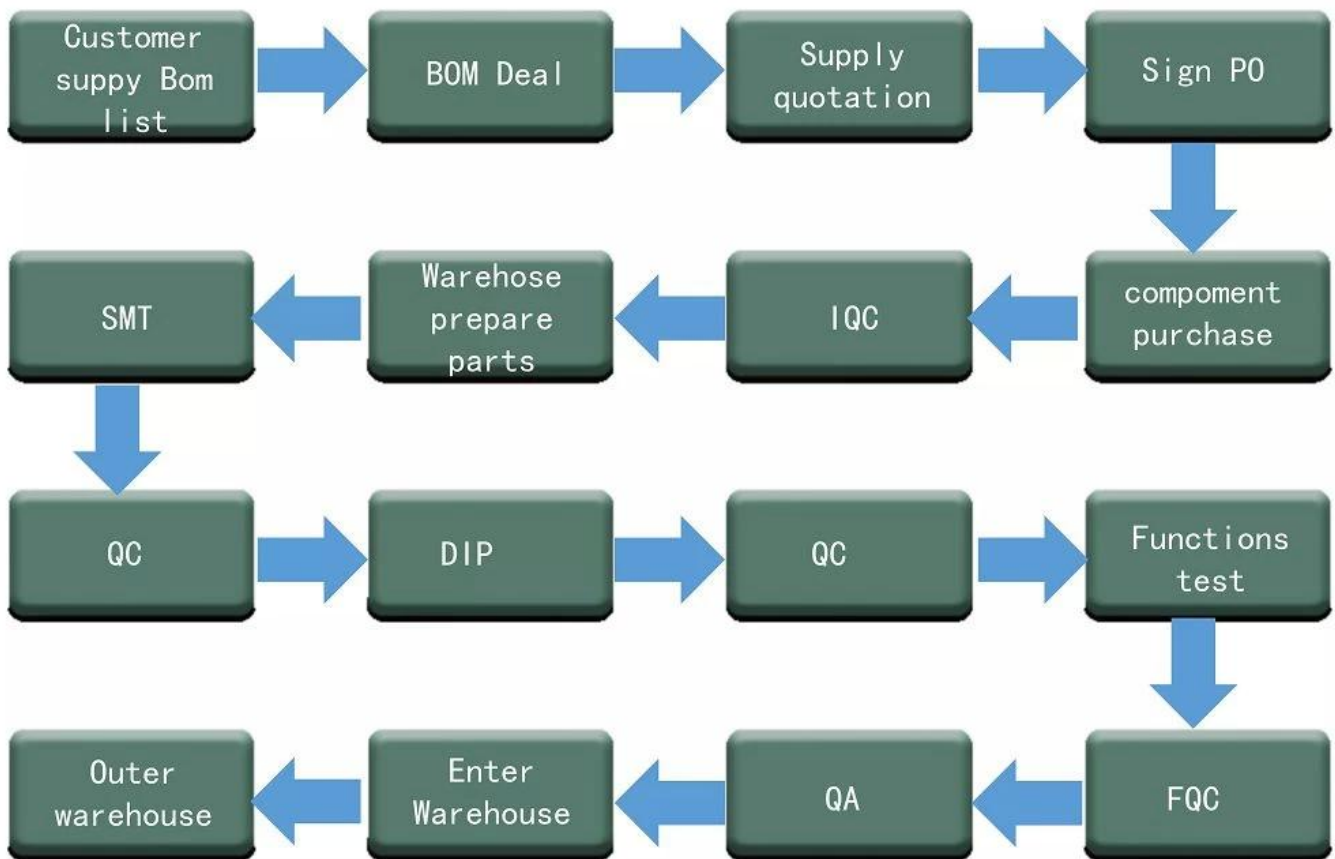 Customer
suppy Bom
list
BOM Deal
Supply
quotation
Sign PO
compoment
purchase
IQC
Warehose
prepare
parts
SMT
QC
DIP
QC
Functions
test
FQC
QA
Enter
Warehouse
Outer
warehouse